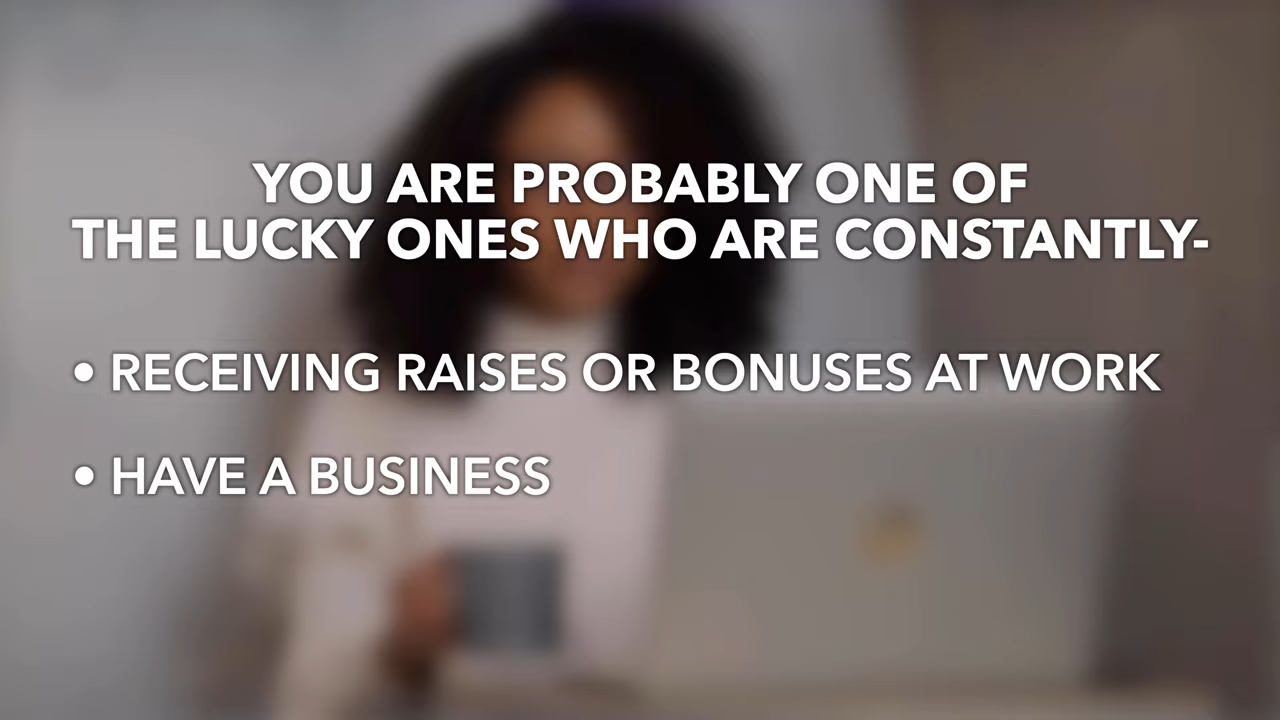 YOU ARE PROBABLY ONE OF
THE LUCKY ONES WHO ARE CONSTANTLY-
• RECEIVING RAISES OR BONUSES AT WORK
• HAVE A BUSINESS